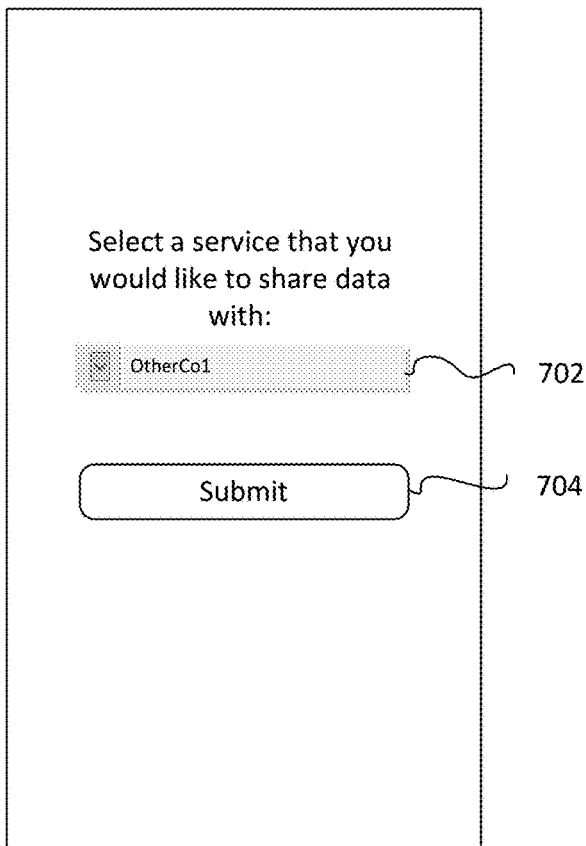 Select a service that you
would like to share data
with:
OtherCo1
702
Submit
704